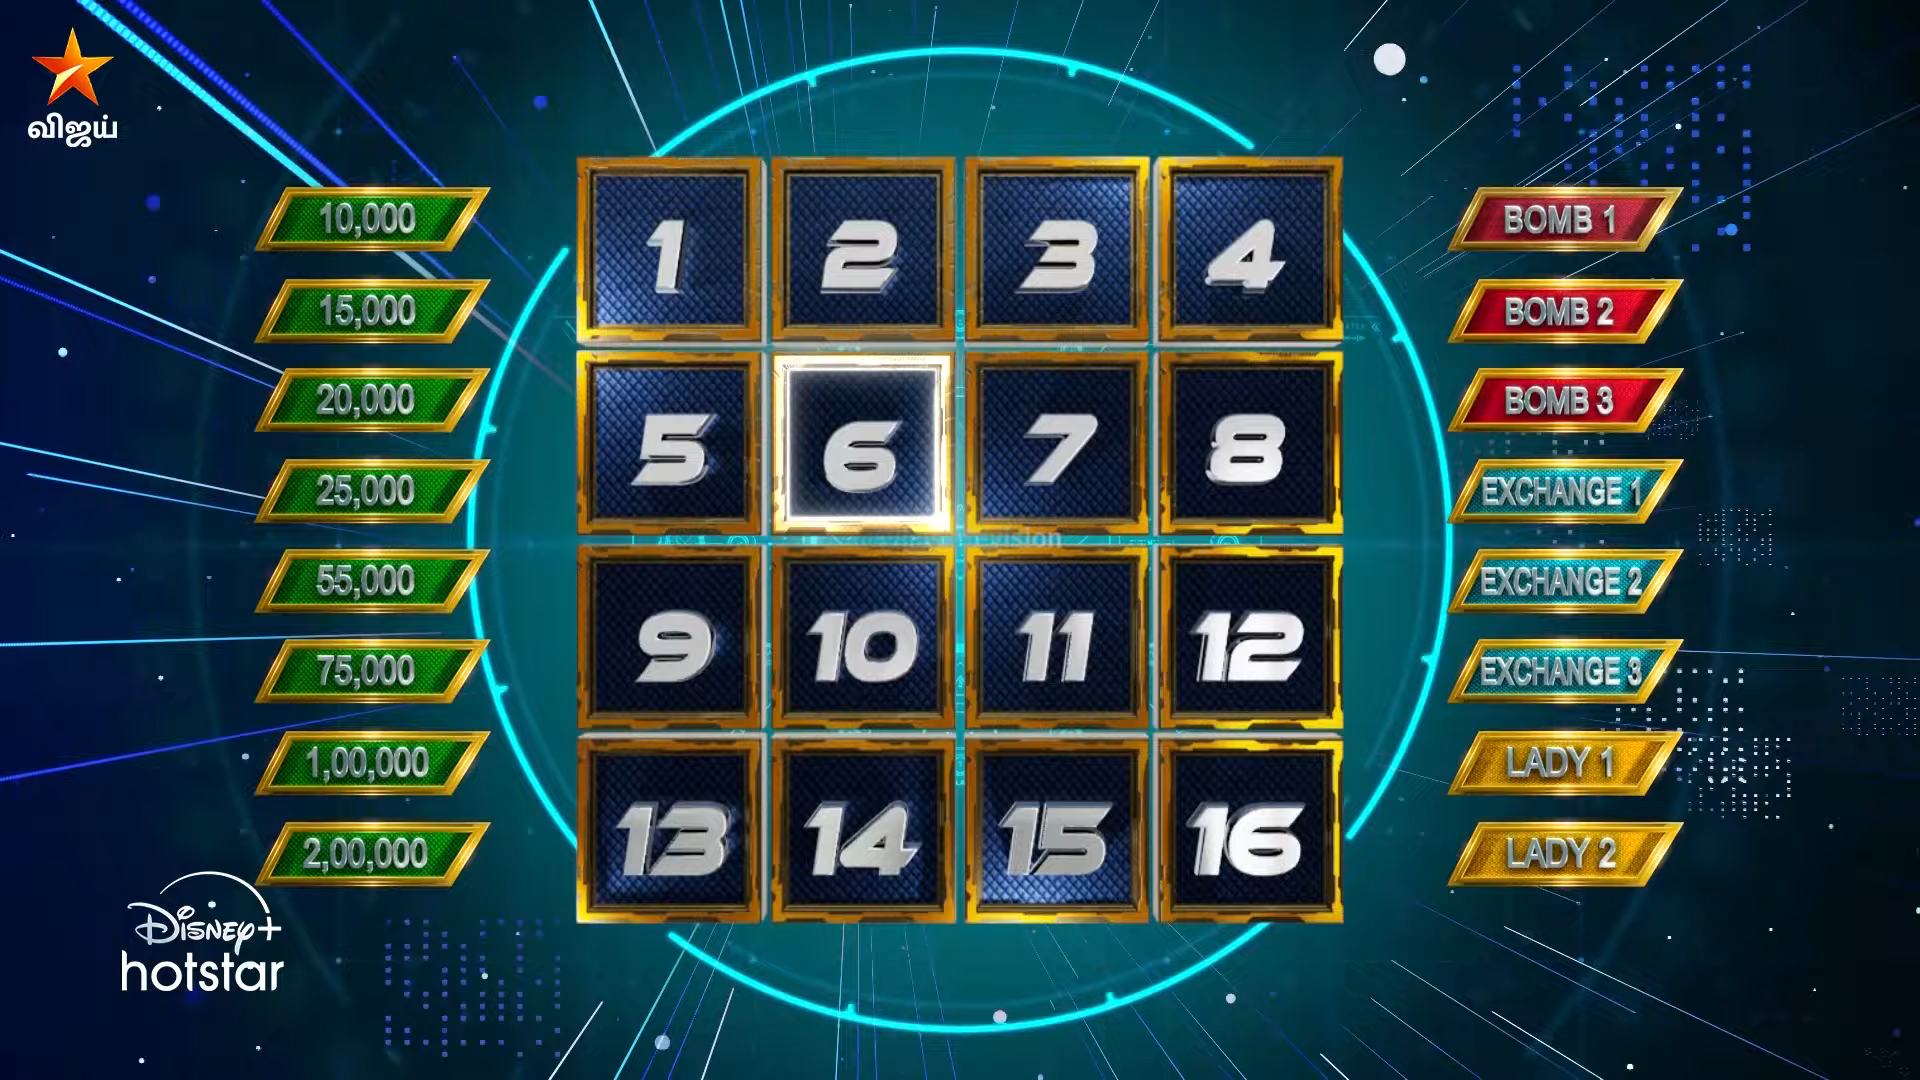 விஜய்
10,000
15,000
20,000
25,000
55,000
75,000
1,00,000
2,00,000
1 2 3 4
5 6 7 8
9 10 11 12
13 14 15 16
BOMB 1
BOMB 2
BOMB 3
EXCHANGE 1
EXCHANGE 2
EXCHANGE 3
LADY 1
LADY 2
Disney+
hotstar